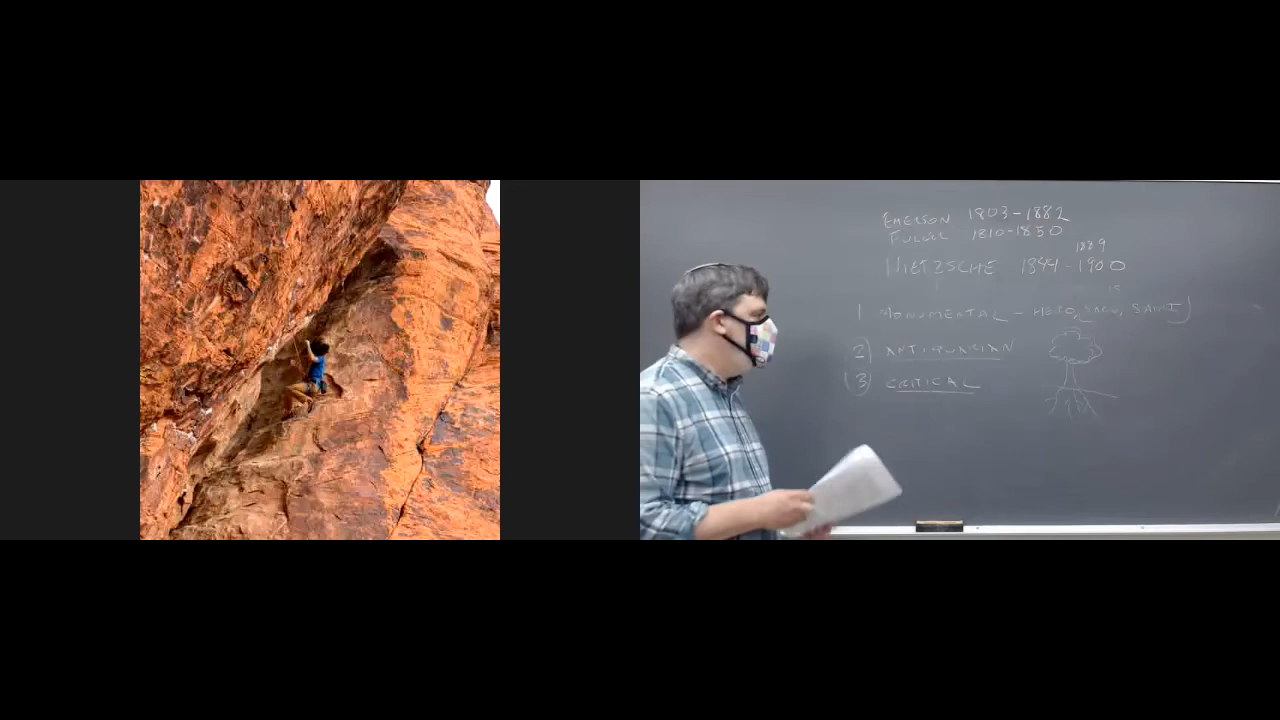 EMERSON 1803-1882
FULLER 1810-1850
1889
NIETZSCHE 1844-1900
1 MONUMENTAL - HERO, SAGE, SAINT
2) ANTIQUARIAN
(3) CRITICAL